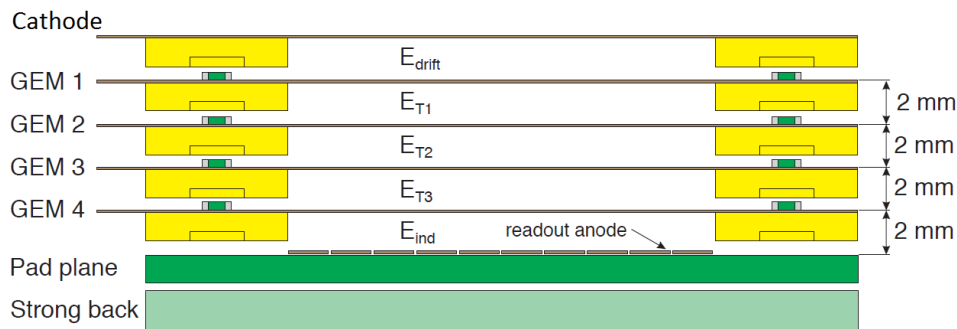 Cathode
E_drift
GEM 1
E_T1
2 mm
GEM 2
E_T2
2 mm
GEM 3
E_T3
2 mm
GEM 4
E_ind
readout anode
2 mm
Pad plane
Strong back